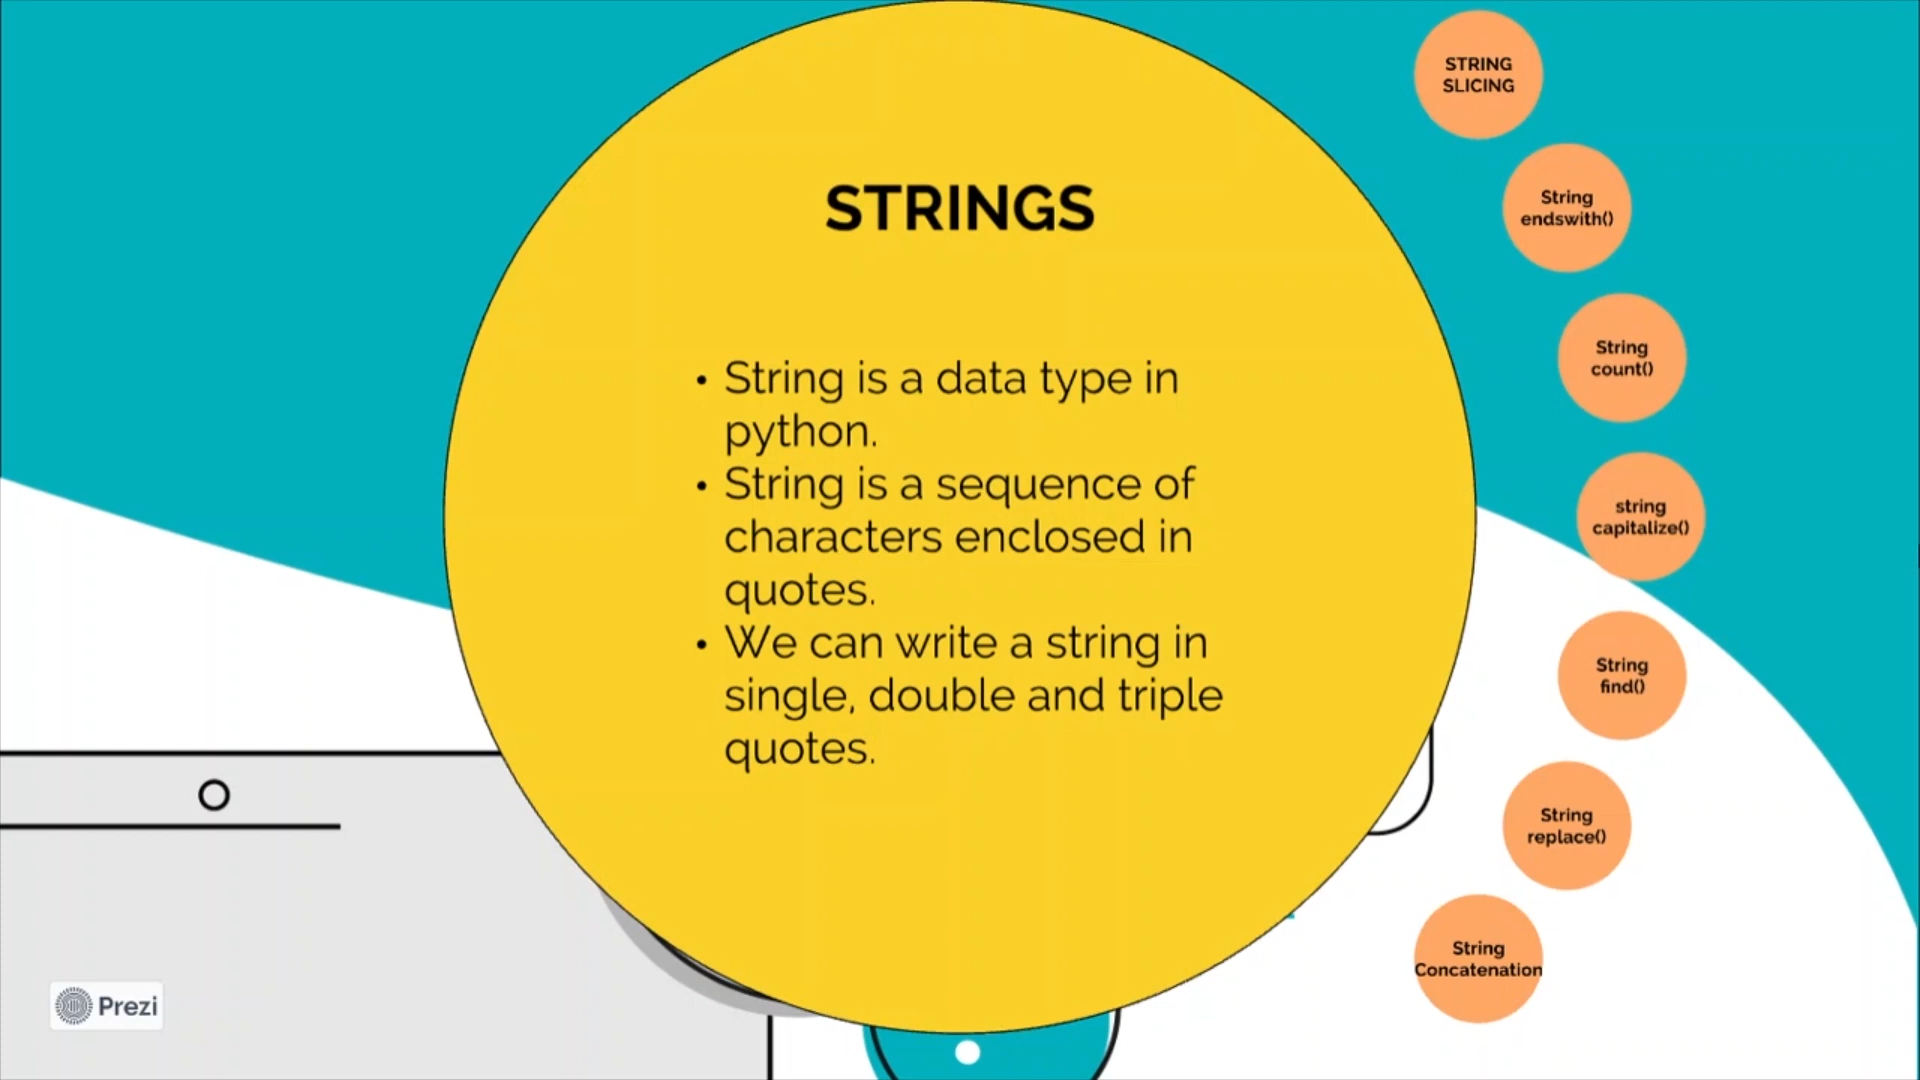 STRINGS
• String is a data type in
python.
• String is a sequence of
characters enclosed in
quotes.
• We can write a string in
single, double and triple
quotes.
STRING
SLICING
String
endswith()
String
count()
string
capitalize()
String
find()
String
replace()
String
Concatenation
Prezi